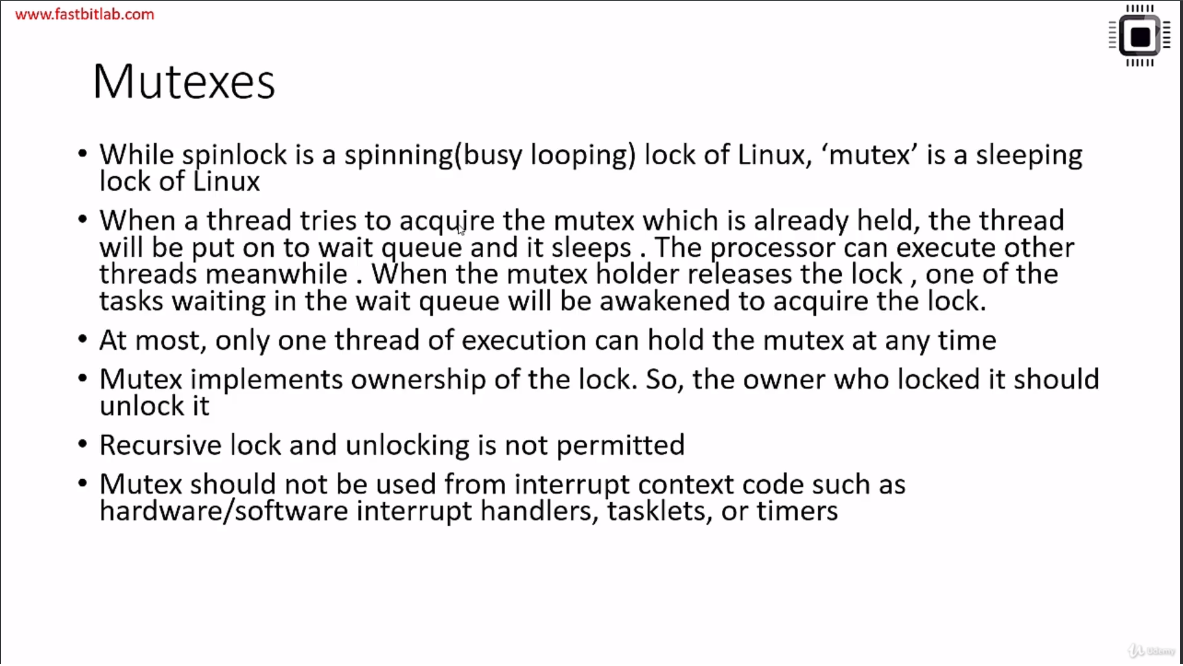 www.fastbitlab.com
Mutexes
• While spinlock is a spinning(busy looping) lock of Linux, ‘mutex’ is a sleeping
lock of Linux
• When a thread tries to acquire the mutex which is already held, the thread
will be put on to wait queue and it sleeps . The processor can execute other
threads meanwhile . When the mutex holder releases the lock , one of the
tasks waiting in the wait queue will be awakened to acquire the lock.
• At most, only one thread of execution can hold the mutex at any time
• Mutex implements ownership of the lock. So, the owner who locked it should
unlock it
• Recursive lock and unlocking is not permitted
• Mutex should not be used from interrupt context code such as
hardware/software interrupt handlers, tasklets, or timers
Udemy